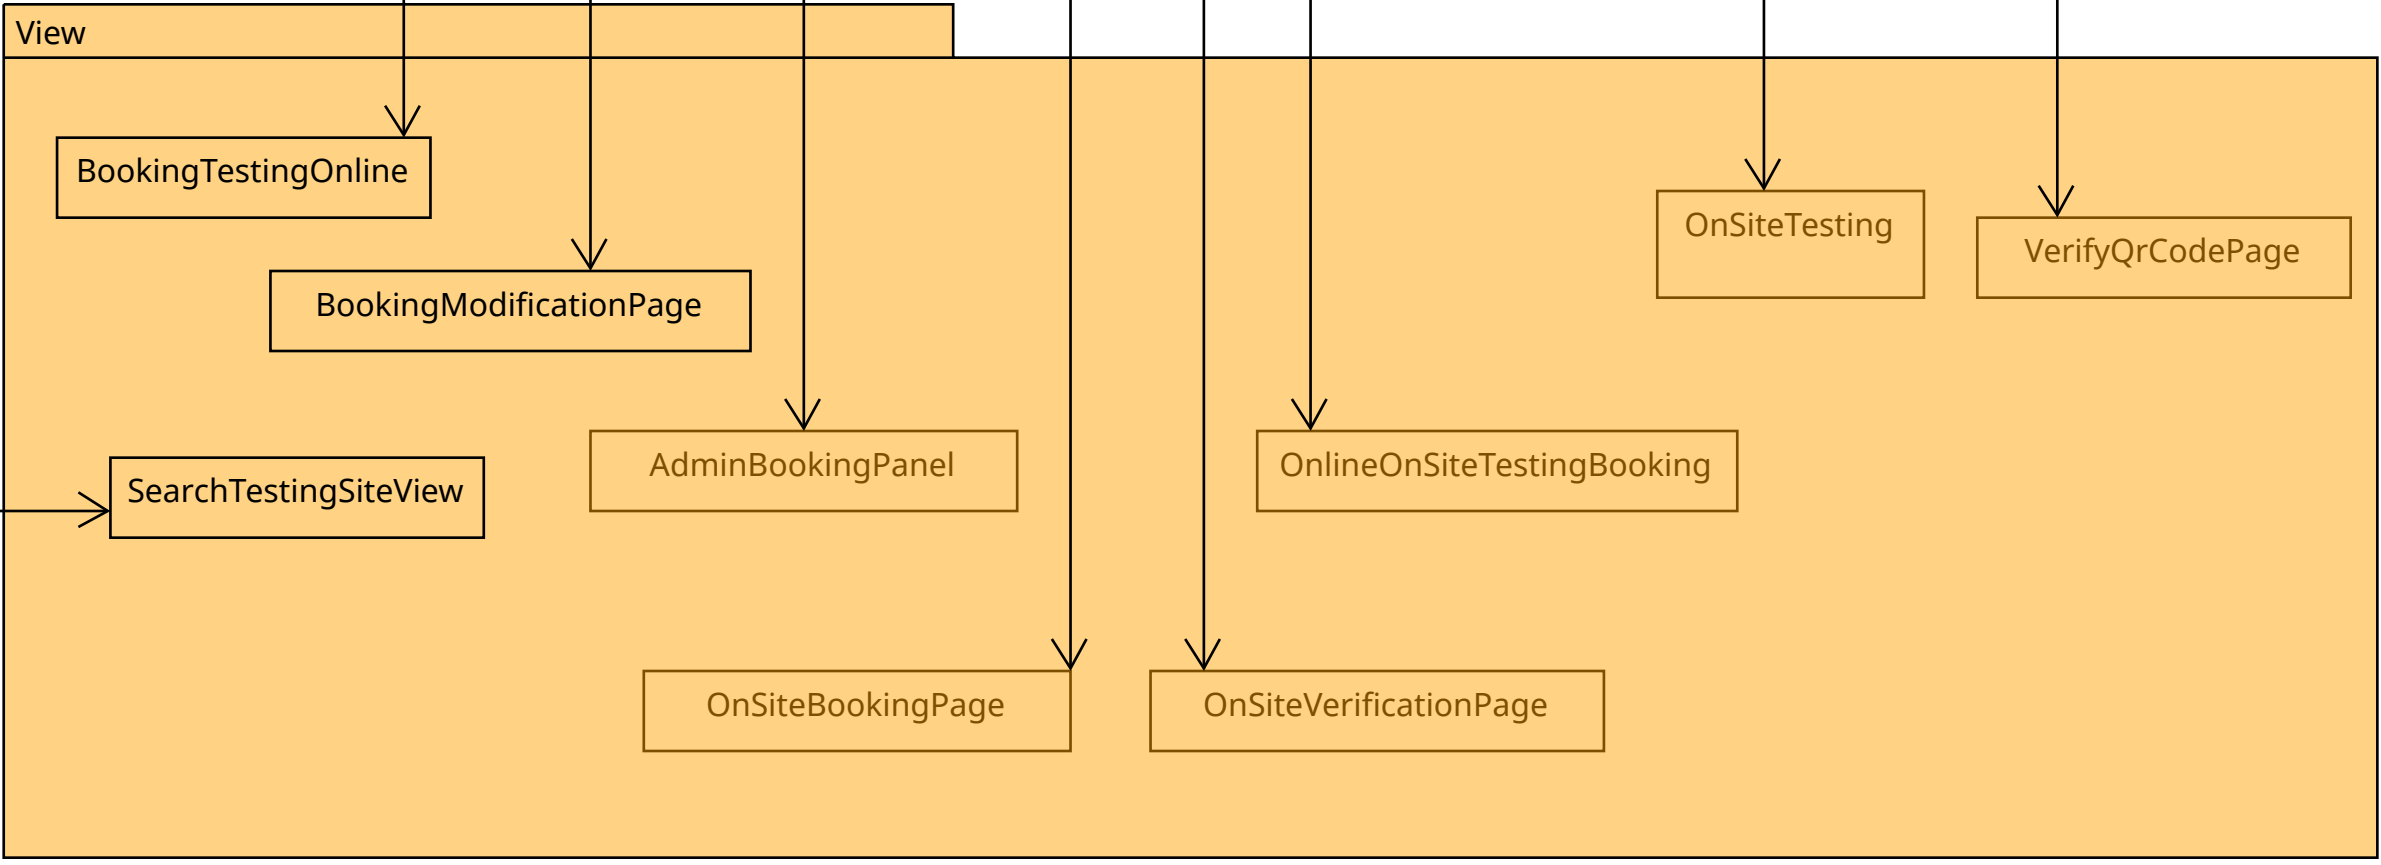 View
BookingTestingOnline
OnSiteTesting
VerifyQrCodePage
BookingModificationPage
AdminBookingPanel
OnlineOnSiteTestingBooking
SearchTestingSiteView
OnSiteBookingPage
OnSiteVerificationPage